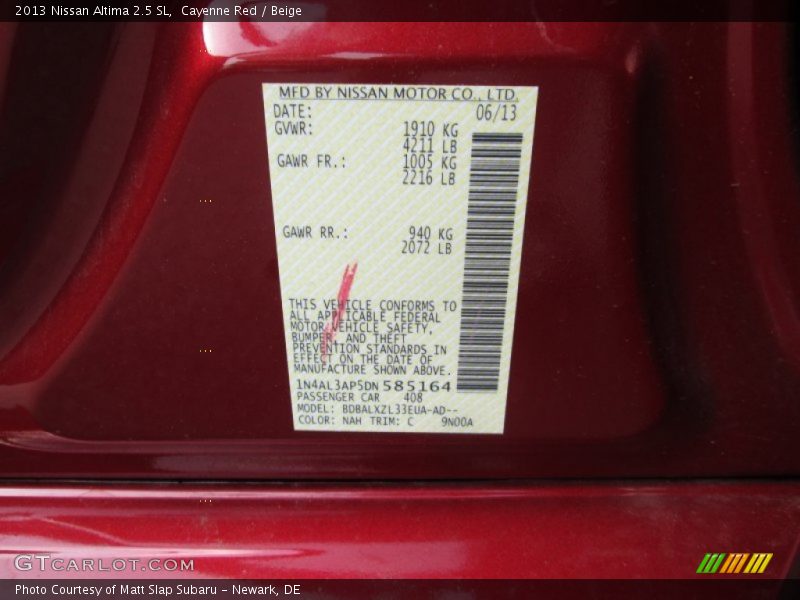 2013 Nissan Altima 2.5 SL, Cayenne Red / Beige
MFD BY NISSAN MOTOR CO., LTD.
DATE: 06/13
GVWR: 1910 KG
4211 LB
GAWR FR.: 1005 KG
2216 LB
GAWR RR.: 940 KG
2072 LB
THIS VEHICLE CONFORMS TO
ALL APPLICABLE FEDERAL
MOTOR VEHICLE SAFETY,
BUMPER, AND THEFT
PREVENTION STANDARDS IN
EFFECT ON THE DATE OF
MANUFACTURE SHOWN ABOVE.
1N4AL3AP5DN585164
PASSENGER CAR 408
MODEL: BDBALXZL33EUA-AD--
COLOR: NAH TRIM: C 9N00A
GTCARLOT.COM
Photo Courtesy of Matt Slap Subaru - Newark, DE